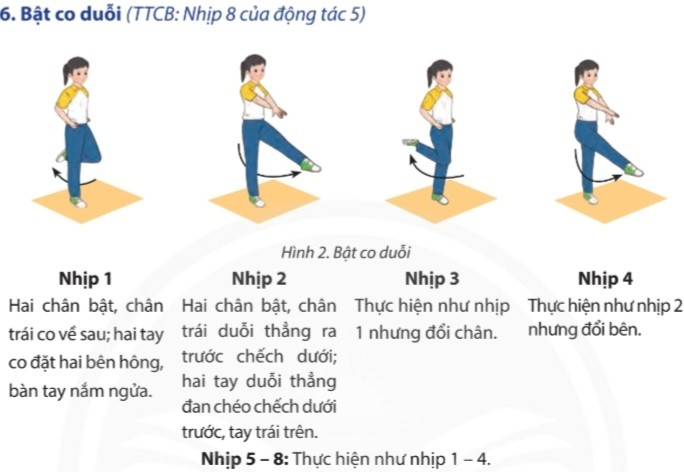 6. Bật co duỗi (TTCB: Nhịp 8 của động tác 5)
Hình 2. Bật co duỗi
Nhịp 1
Hai chân bật, chân
trái co về sau; hai tay
co đặt hai bên hông,
bàn tay nắm ngửa.
Nhịp 2
Hai chân bật, chân
trái duỗi thẳng ra
trước chếch dưới;
hai tay duỗi thẳng
đan chéo chếch dưới
trước, tay trái trên.
Nhịp 3
Thực hiện như nhịp
1 nhưng đổi chân.
Nhịp 4
Thực hiện như nhịp 2
nhưng đổi bên.
Nhịp 5 – 8: Thực hiện như nhịp 1 – 4.